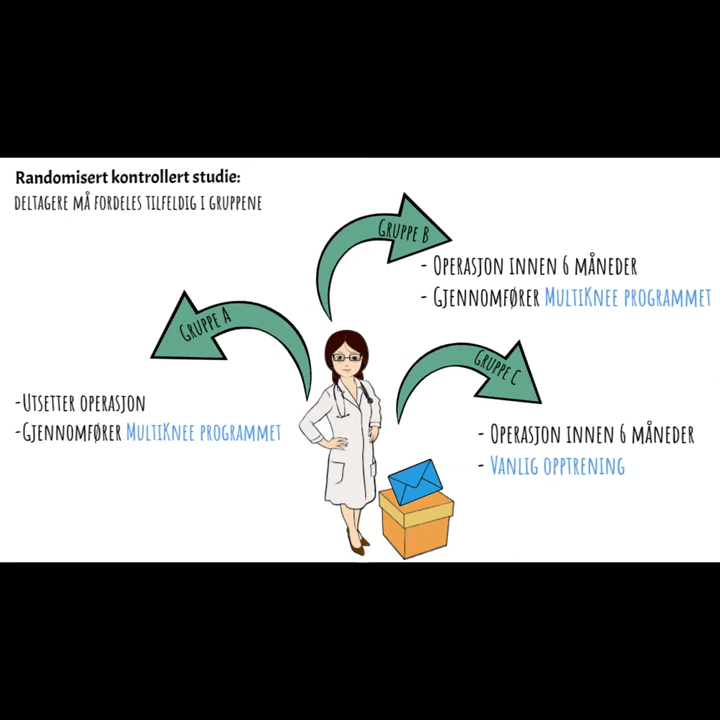 Randomisert kontrollert studie:
DELTAGERE MÅ FORDELES TILFELDIG I GRUPPENE
GRUPPE B
- OPERASJON INNEN 6 MÅNEDER
- GJENNOMFØRER MULTIKNEE PROGRAMMET
GRUPPE A
-UTSETTER OPERASJON
-GJENNOMFØRER MULTIKNEE PROGRAMMET
GRUPPE C
- OPERASJON INNEN 6 MÅNEDER
- VANLIG OPPTRENING